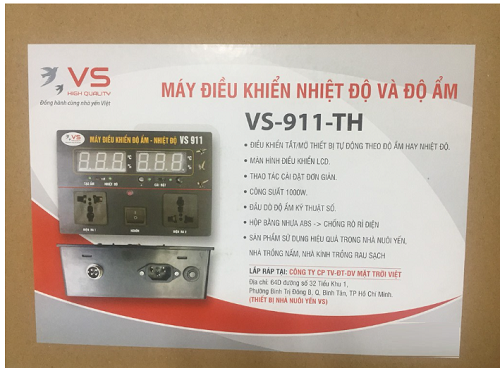 VS
HIGH QUALITY
Đồng hành cùng nhà yến Việt
MÁY ĐIỀU KHIỂN NHIỆT ĐỘ VÀ ĐỘ ẨM
VS-911-TH
• ĐIỀU KHIỂN TẮT/MỞ THIẾT BỊ TỰ ĐỘNG THEO ĐỘ ẨM HAY NHIỆT ĐỘ.
• MÀN HÌNH ĐIỀU KHIỂN LCD.
• THAO TÁC CÀI ĐẶT ĐƠN GIẢN.
• CÔNG SUẤT 1000W.
• ĐẦU DÒ ĐỘ ẨM KỸ THUẬT SỐ.
• HỘP BẰNG NHỰA ABS -> CHỐNG RÒ RỈ ĐIỆN
• SẢN PHẨM SỬ DỤNG HIỆU QUẢ TRONG NHÀ NUÔI YẾN,
NHÀ TRỒNG NẤM, NHÀ KÍNH TRỒNG RAU SẠCH
LẮP RÁP TẠI: CÔNG TY CP TV-ĐT-DV MẶT TRỜI VIỆT
Địa chỉ: 64D đường số 32 Tiểu Khu 1,
Phường Bình Trị Đông B, Q. Bình Tân, TP Hồ Chí Minh.
(THIẾT BỊ NHÀ NUÔI YẾN VS)
VS
MÁY ĐIỀU KHIỂN ĐỘ ẨM - NHIỆT ĐỘ VS 911
888 888